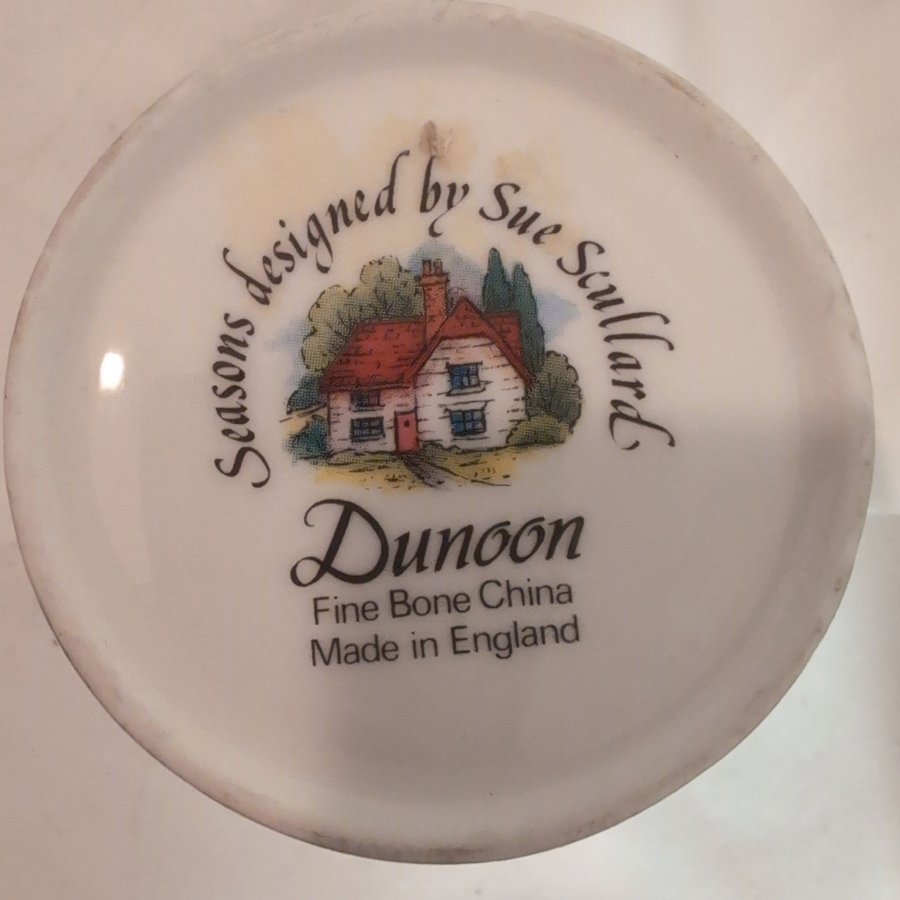 Seasons designed by Sue Scullard
Dunoon
Fine Bone China
Made in England